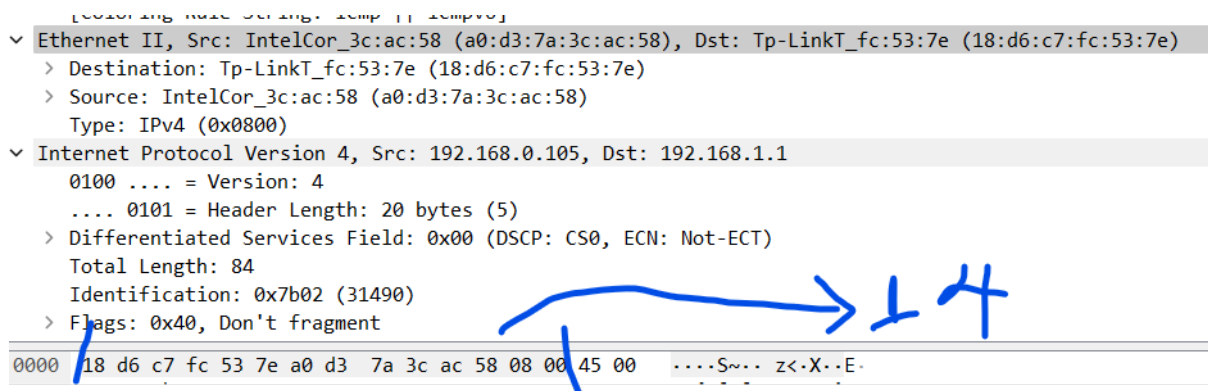 [Coloring Rule String: icmp || icmpv6]
Ethernet II, Src: IntelCor_3c:ac:58 (a0:d3:7a:3c:ac:58), Dst: Tp-LinkT_fc:53:7e (18:d6:c7:fc:53:7e)
Destination: Tp-LinkT_fc:53:7e (18:d6:c7:fc:53:7e)
Source: IntelCor_3c:ac:58 (a0:d3:7a:3c:ac:58)
Type: IPv4 (0x0800)
Internet Protocol Version 4, Src: 192.168.0.105, Dst: 192.168.1.1
0100 .... = Version: 4
.... 0101 = Header Length: 20 bytes (5)
Differentiated Services Field: 0x00 (DSCP: CS0, ECN: Not-ECT)
Total Length: 84
Identification: 0x7b02 (31490)
Flags: 0x40, Don't fragment
14
0000 18 d6 c7 fc 53 7e a0 d3 7a 3c ac 58 08 00 45 00 ····S~·· z<·X··E·